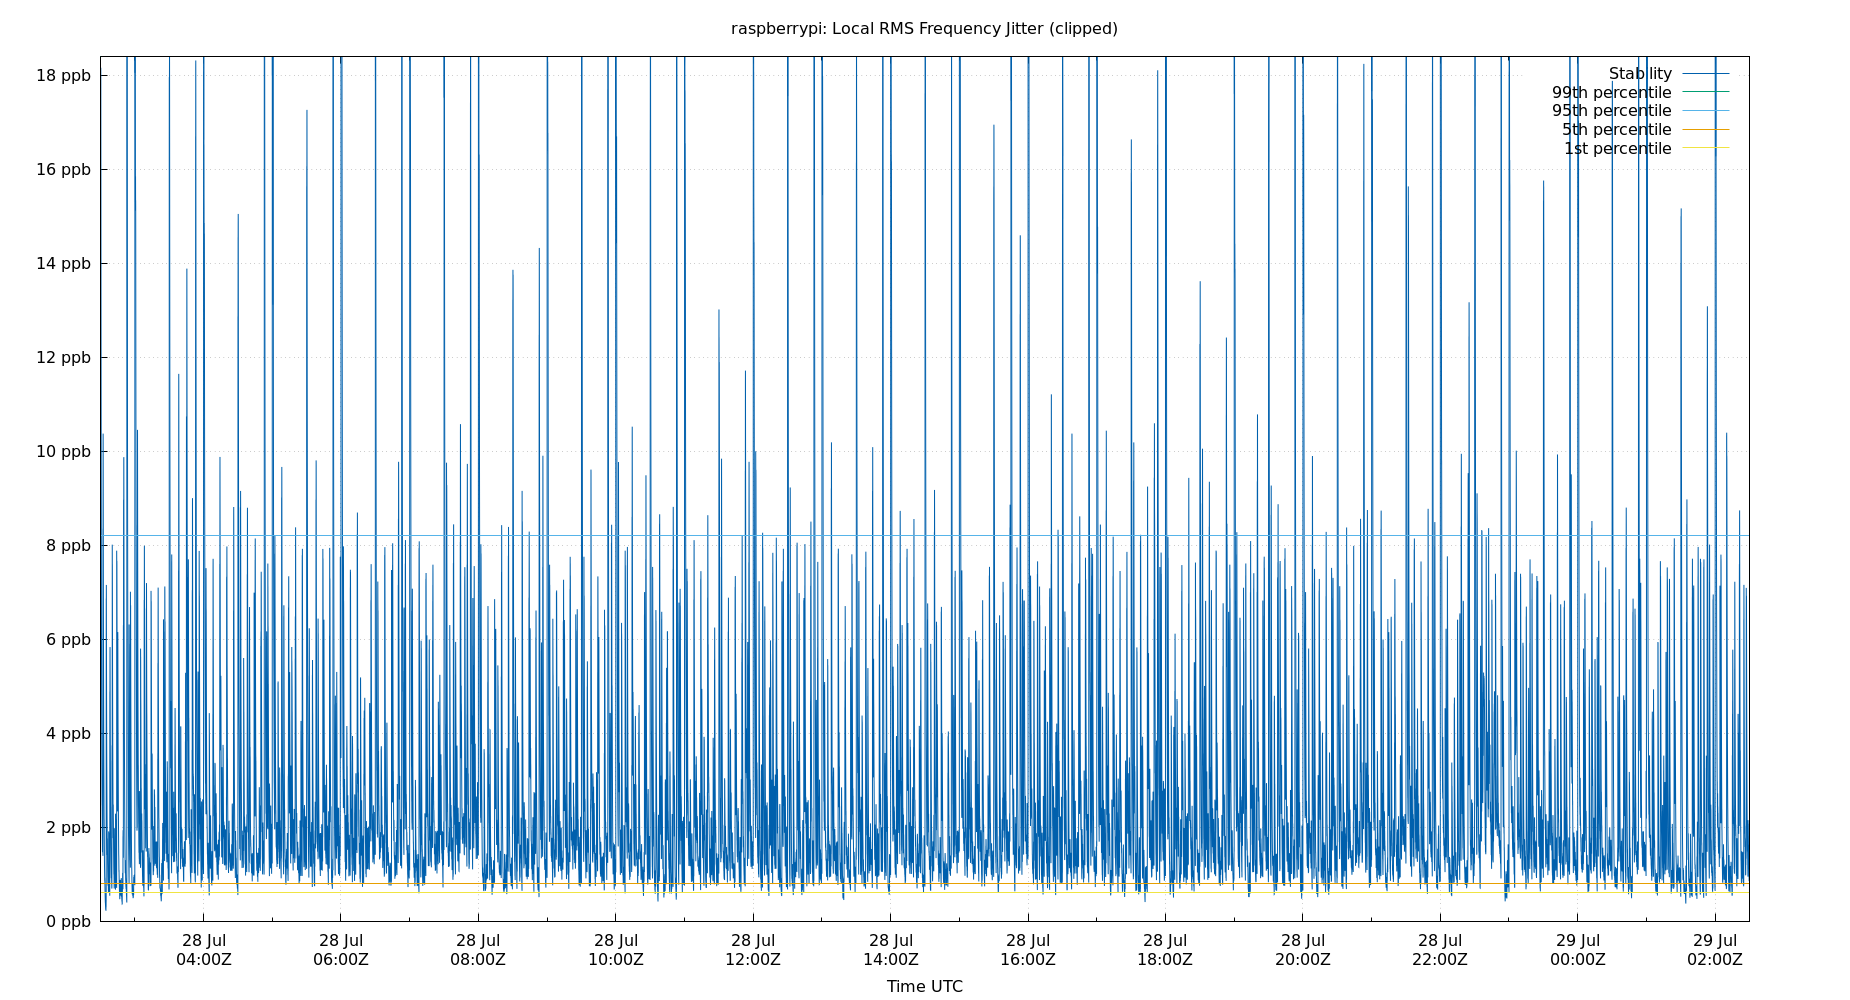 raspberrypi: Local RMS Frequency Jitter (clipped)
18 ppb
16 ppb
14 ppb
12 ppb
10 ppb
8 ppb
6 ppb
4 ppb
2 ppb
0 ppb
Stability
99th percentile
95th percentile
5th percentile
1st percentile
28 Jul 28 Jul 28 Jul 28 Jul 28 Jul 28 Jul 28 Jul 28 Jul 28 Jul 28 Jul 29 Jul 29 Jul
04:00Z 06:00Z 08:00Z 10:00Z 12:00Z 14:00Z 16:00Z 18:00Z 20:00Z 22:00Z 00:00Z 02:00Z
Time UTC